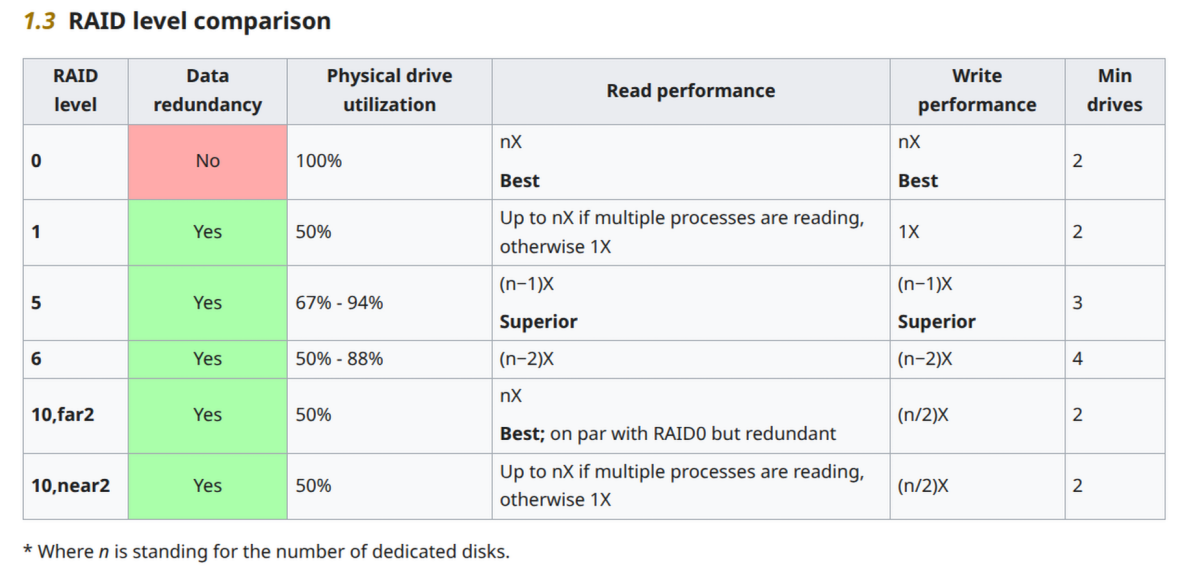 1.3 RAID level comparison
RAID level Data redundancy Physical drive utilization Read performance Write performance Min drives
0 No 100% nX nX 2
Best Best
1 Yes 50% Up to nX if multiple processes are reading, 1X 2
otherwise 1X
5 Yes 67% - 94% (n−1)X (n−1)X 3
Superior Superior
6 Yes 50% - 88% (n−2)X (n−2)X 4
10,far2 Yes 50% nX (n/2)X 2
Best; on par with RAID0 but redundant
10,near2 Yes 50% Up to nX if multiple processes are reading, (n/2)X 2
otherwise 1X
* Where n is standing for the number of dedicated disks.